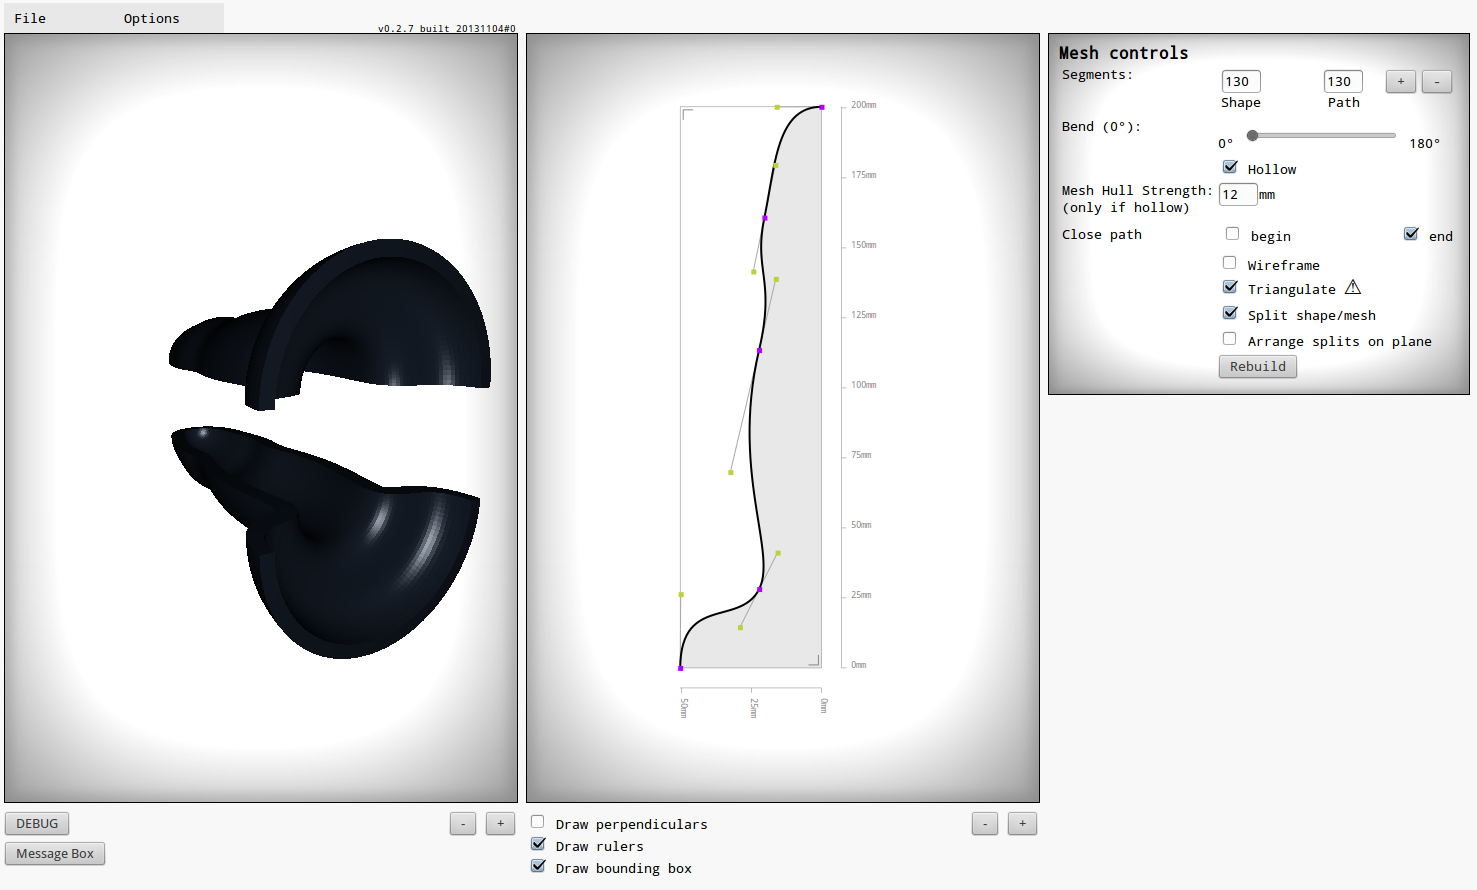 File Options
v0.2.7 built 20131104#0
200mm
175mm
150mm
125mm
100mm
75mm
50mm
25mm
0mm
50mm 25mm 0mm
Mesh controls
Segments: 130 130 + -
Shape Path
Bend (0°):
0° 180°
Hollow
Mesh Hull Strength: 12 mm
(only if hollow)
Close path begin end
Wireframe
Triangulate ⚠
Split shape/mesh
Arrange splits on plane
Rebuild
DEBUG - +
Message Box
Draw perpendiculars - +
Draw rulers
Draw bounding box